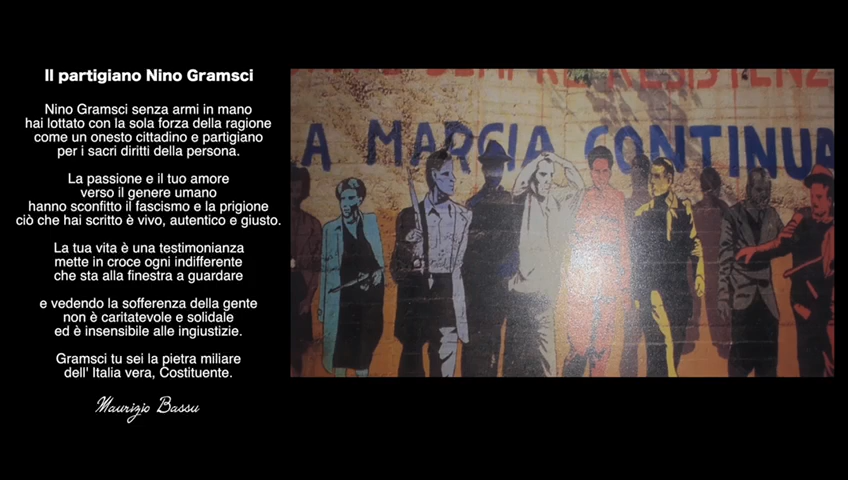 Il partigiano Nino Gramsci
Nino Gramsci senza armi in mano
hai lottato con la sola forza della ragione
come un onesto cittadino e partigiano
per i sacri diritti della persona.
La passione e il tuo amore
verso il genere umano
hanno sconfitto il fascismo e la prigione
ciò che hai scritto è vivo, autentico e giusto.
La tua vita è una testimonianza
mette in croce ogni indifferente
che sta alla finestra a guardare
e vedendo la sofferenza della gente
non è caritatevole e solidale
ed è insensibile alle ingiustizie.
Gramsci tu sei la pietra miliare
dell' Italia vera, Costituente.
Maurizio Bassu
RESISTENZ
A MARCIA CONTINUA